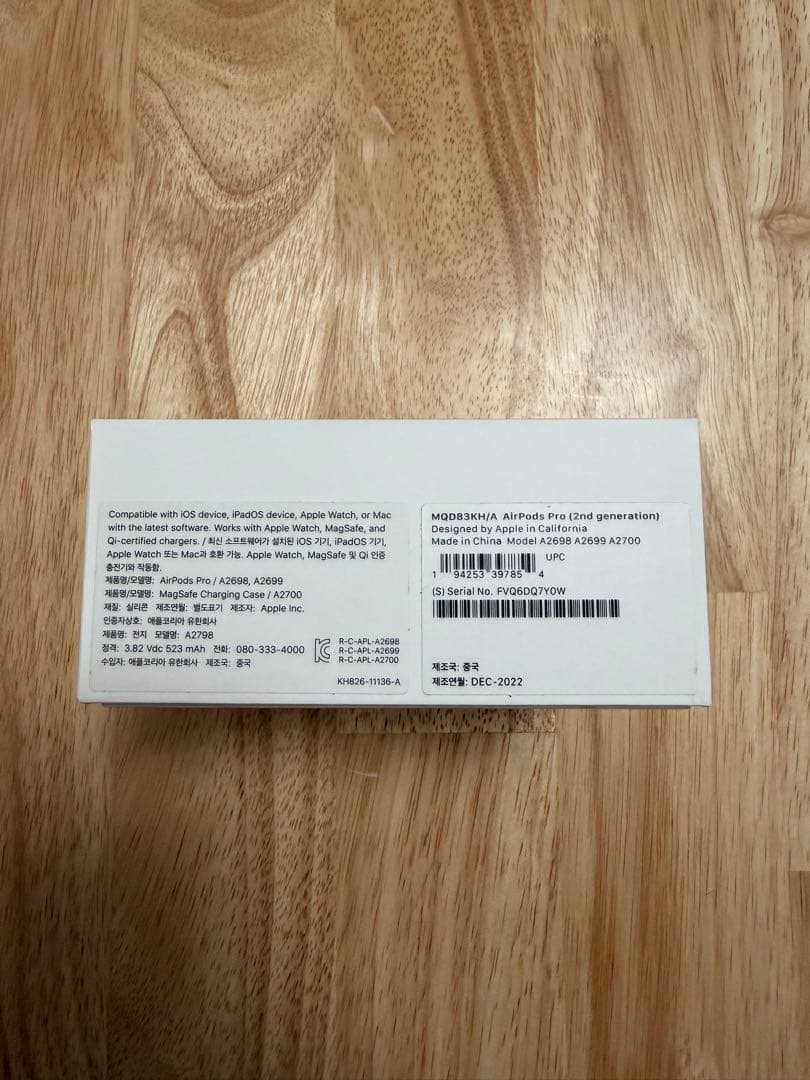 Compatible with iOS device, iPadOS device, Apple Watch, or Mac
with the latest software. Works with Apple Watch, MagSafe, and
Qi-certified chargers. / 최신 소프트웨어가 설치된 iOS 기기, iPadOS 기기,
Apple Watch 또는 Mac과 호환 가능. Apple Watch, MagSafe 및 Qi 인증
충전기와 작동함.
제품명/모델명: AirPods Pro / A2698, A2699
제품명/모델명: MagSafe Charging Case / A2700
재질: 실리콘 제조연월: 별도표기 제조자: Apple Inc.
인증자상호: 애플코리아 유한회사
제품명: 전지 모델명: A2798
정격: 3.82 Vdc 523 mAh 전화: 080-333-4000
수입자: 애플코리아 유한회사 제조국: 중국
R-C-APL-A2698
R-C-APL-A2699
R-C-APL-A2700
KH826-11136-A
MQD83KH/A AirPods Pro (2nd generation)
Designed by Apple in California
Made in China Model A2698 A2699 A2700
UPC
1 94253 39785 4
(S) Serial No. FVQ6DQ7Y0W
제조국: 중국
제조연월: DEC-2022